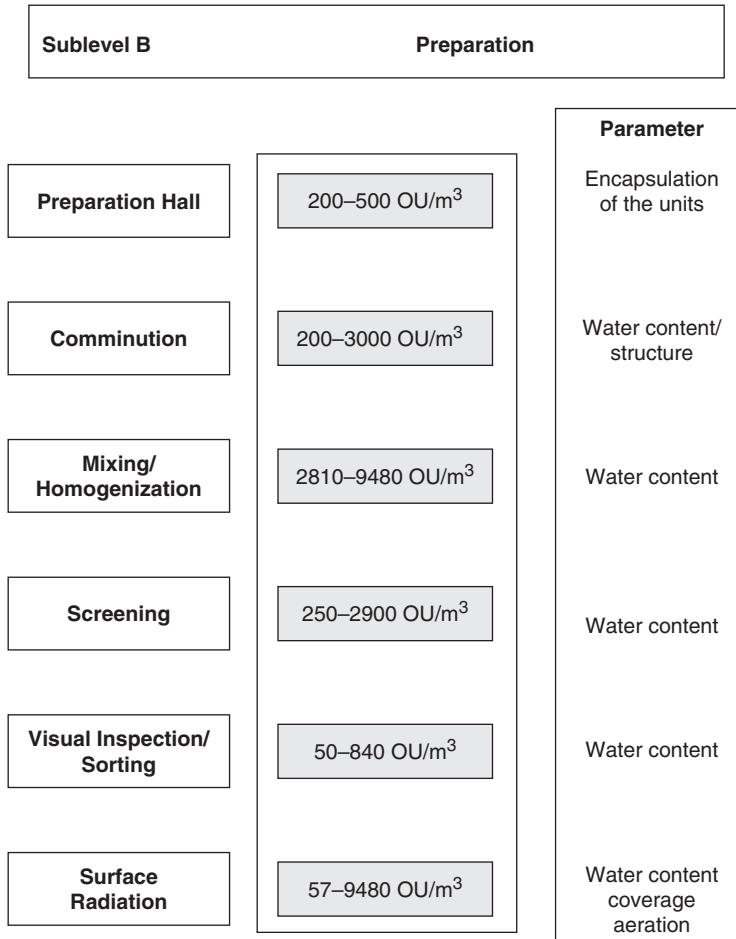 Sublevel B Preparation
Parameter
Preparation Hall 200–500 OU/m³ Encapsulation
of the units
Comminution 200–3000 OU/m³ Water content/
structure
Mixing/
Homogenization 2810–9480 OU/m³ Water content
Screening 250–2900 OU/m³ Water content
Visual Inspection/
Sorting 50–840 OU/m³ Water content
Surface
Radiation 57–9480 OU/m³ Water content
coverage
aeration